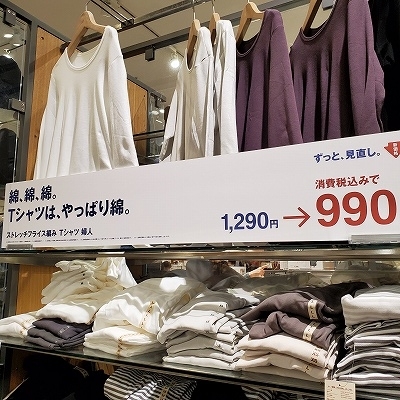 綿、綿、綿。
Tシャツは、やっぱり綿。
ストレッチフライス編み Tシャツ 婦人
ずっと、見直し。
消費税込みで
1,290円→990